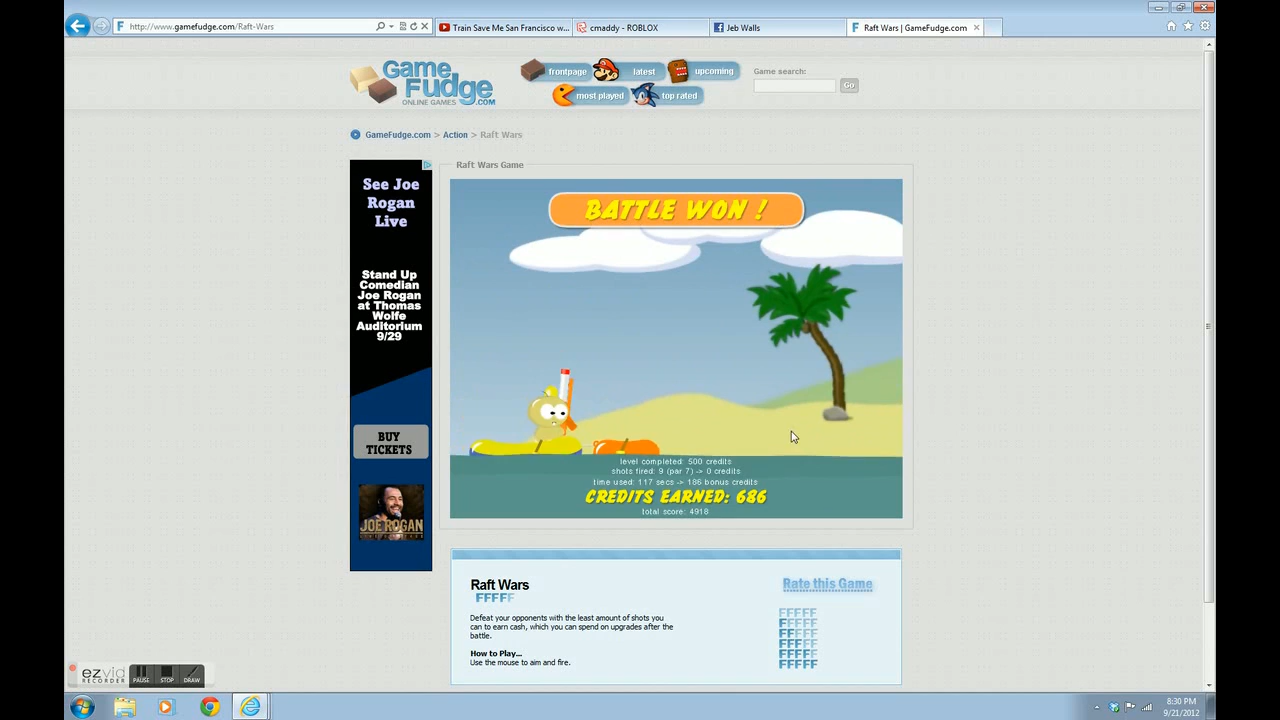 http://www.gamefudge.com/Raft-Wars
Train Save Me San Francisco w...
cmaddy - ROBLOX
Jeb Walls
Raft Wars | GameFudge.com
Game Fudge
ONLINE GAMES .COM
frontpage
latest
upcoming
most played
top rated
Game search:
Go
GameFudge.com > Action > Raft Wars
See Joe
Rogan
Live
Stand Up
Comedian
Joe Rogan
at Thomas
Wolfe
Auditorium
9/29
BUY
TICKETS
JOE ROGAN
Raft Wars Game
BATTLE WON !
level completed: 500 credits
shots fired: 9 (par 7) -> 0 credits
time used: 117 secs -> 186 bonus credits
CREDITS EARNED: 686
total score: 4918
Raft Wars
FFFFF
Defeat your opponents with the least amount of shots you
can to earn cash, which you can spend on upgrades after the
battle.
How to Play...
Use the mouse to aim and fire.
Rate this Game
FFFFF
FFFFF
FFFFF
FFFFF
FFFFF
FFFFF
ezvid
RECORDER
PAUSE
STOP
DRAW
8:30 PM
9/21/2012